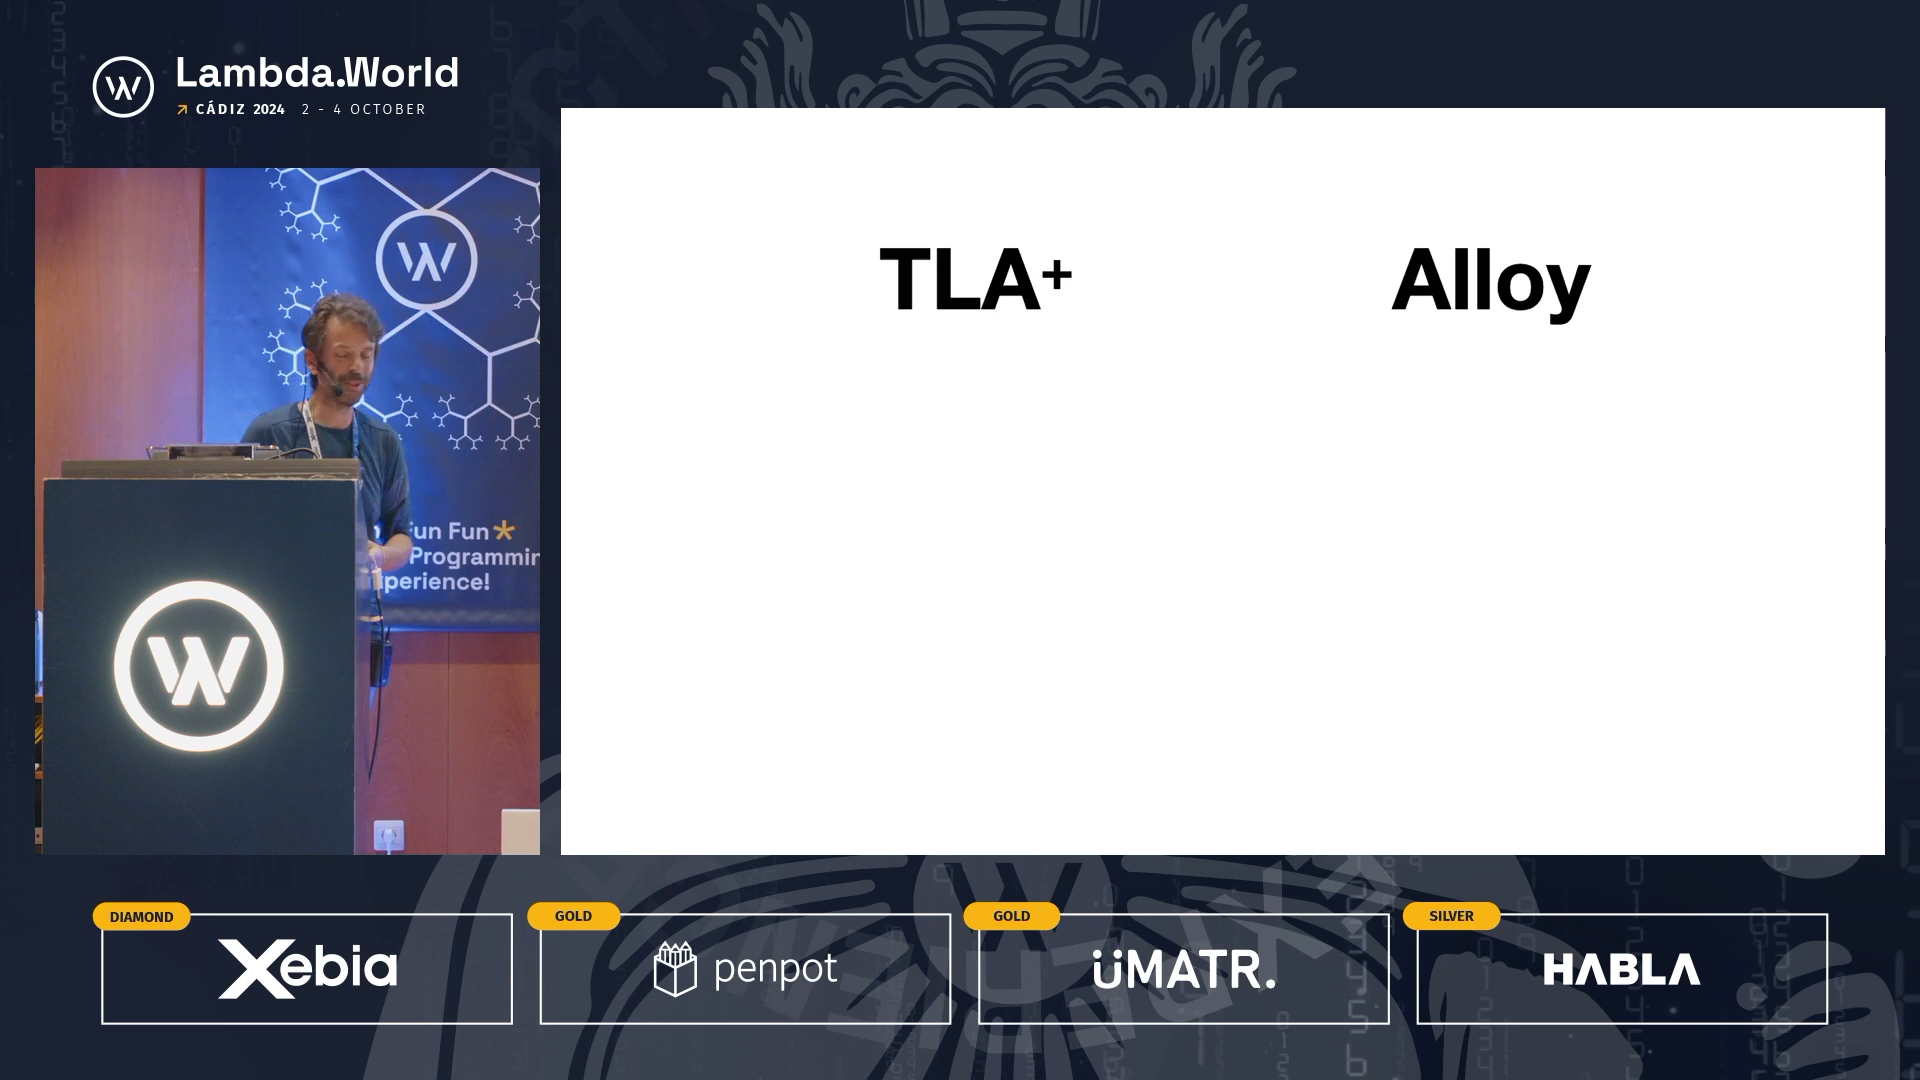 Lambda.World
CÁDIZ 2024 2 - 4 OCTOBER
TLA+
Alloy
Fun Fun*
Programmin
xperience!
DIAMOND
Xebia
GOLD
penpot
GOLD
üMATR.
SILVER
HABLA